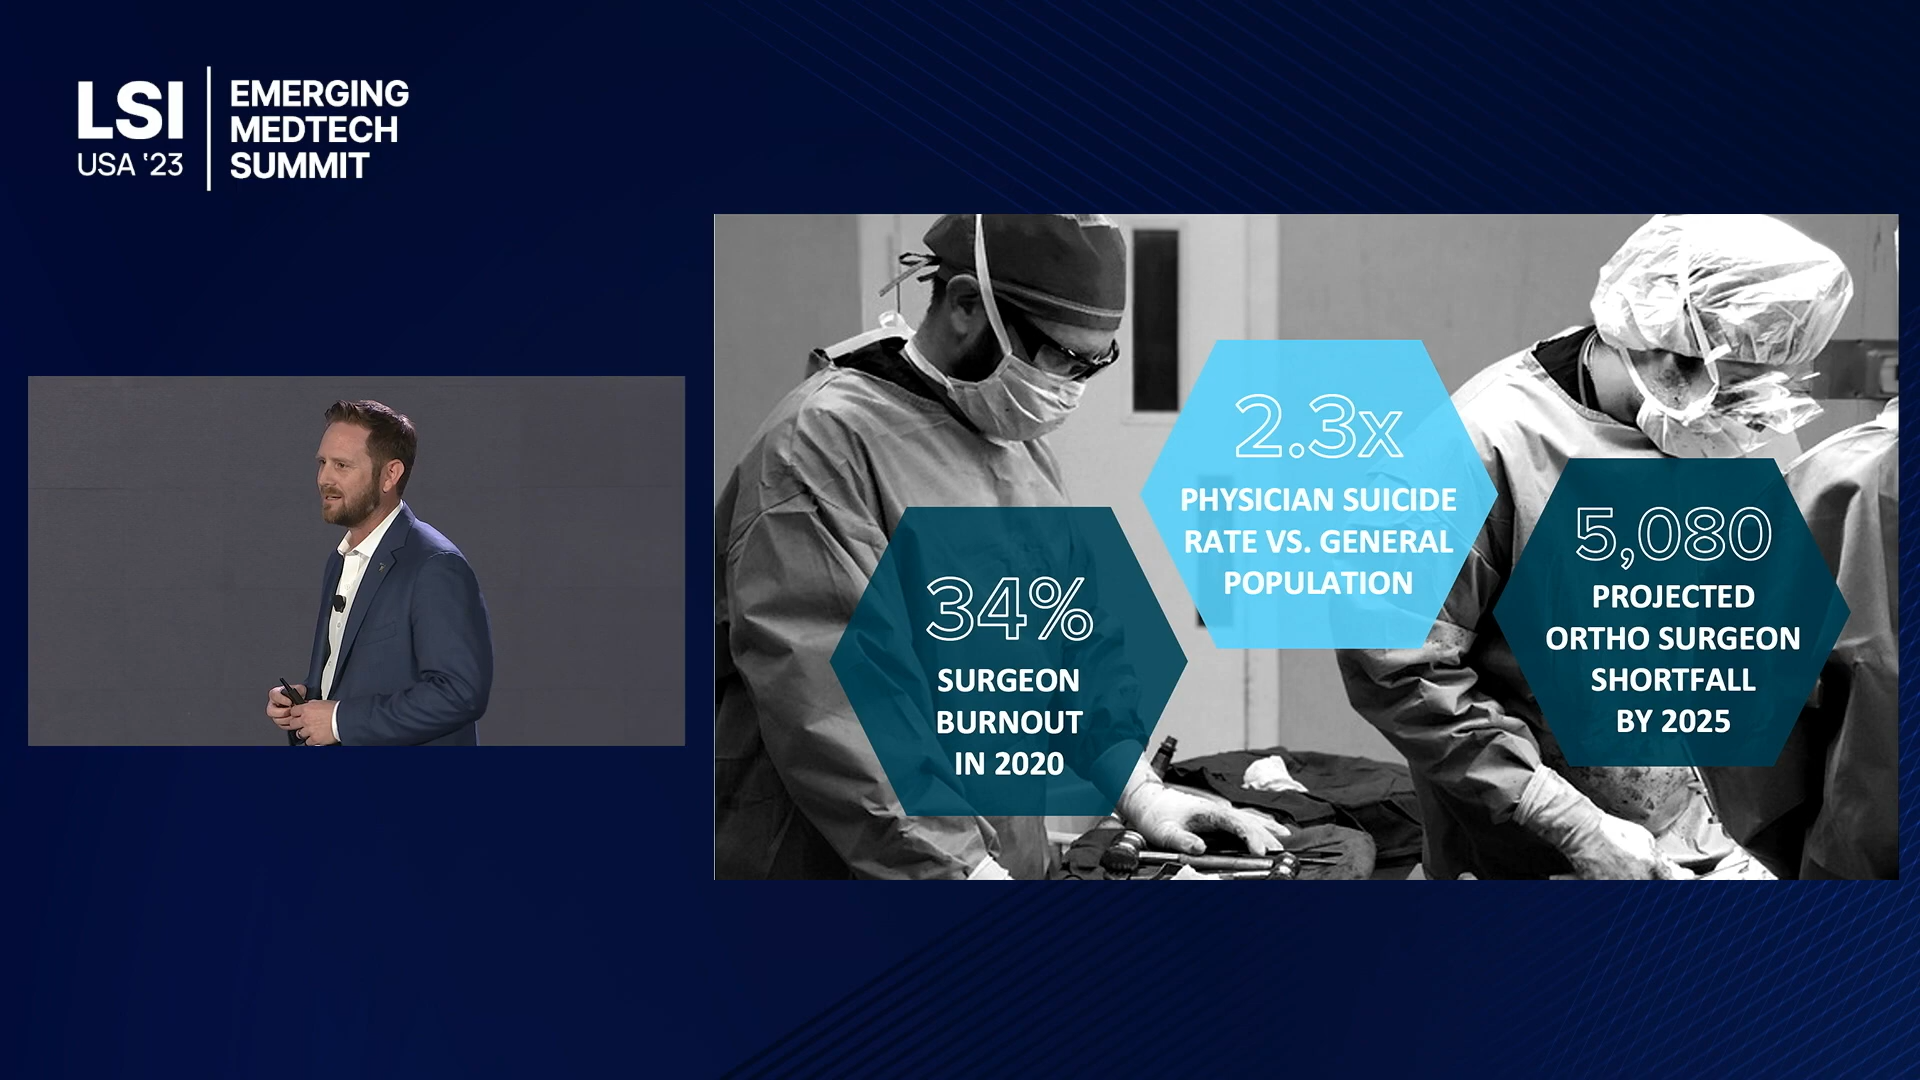 LSI
USA '23
EMERGING
MEDTECH
SUMMIT
34%
SURGEON
BURNOUT
IN 2020
2.3x
PHYSICIAN SUICIDE
RATE VS. GENERAL
POPULATION
5,080
PROJECTED
ORTHO SURGEON
SHORTFALL
BY 2025